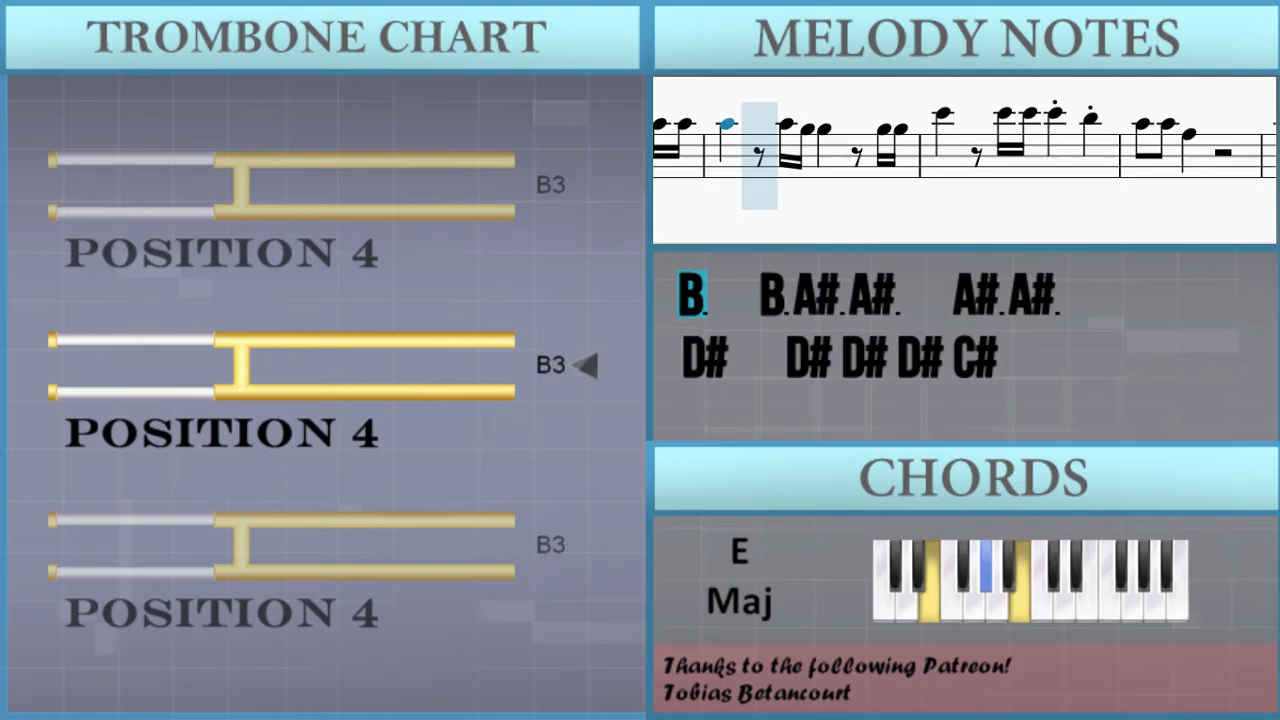 TROMBONE CHART
B3
POSITION 4
B3
POSITION 4
B3
POSITION 4
MELODY NOTES
B. B.A#.A#. A#.A#.
D# D# D# D# C#
CHORDS
E
Maj
Thanks to the following Patreon!
Tobias Betancourt